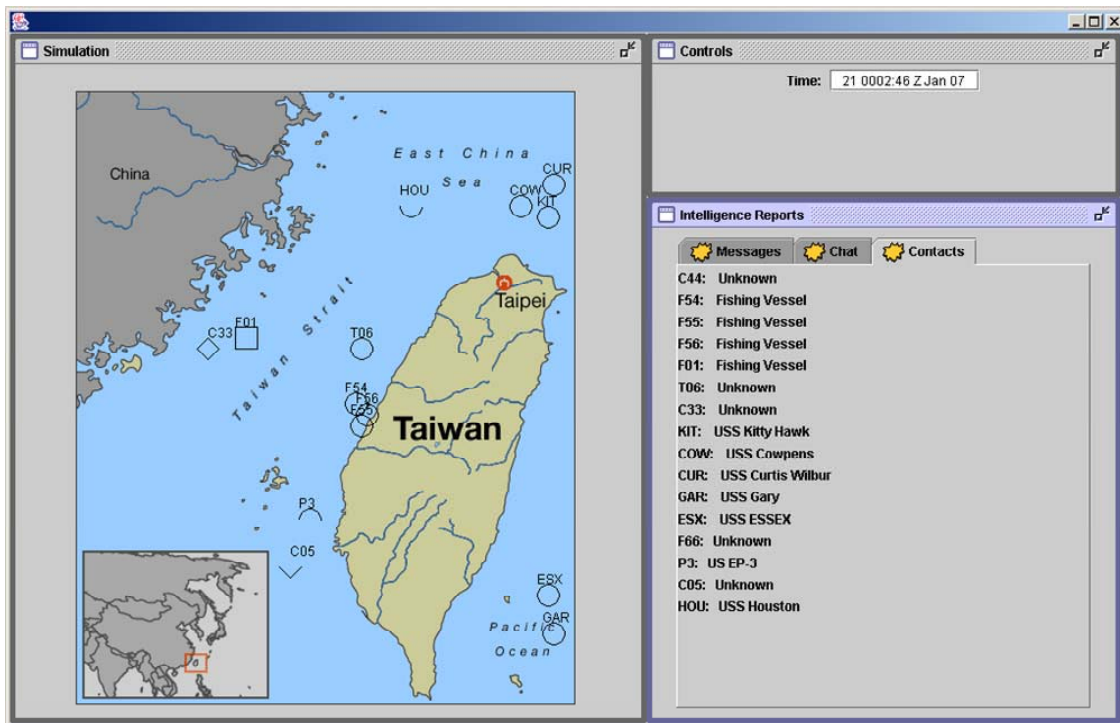 Simulation
China
East China
Sea
CUR
HOU
COW
KIT
Taipei
Taiwan Strait
C33
F01
T06
F54
F56
F55
Taiwan
P3
C05
ESX
GAR
Pacific
Ocean
Controls
Time: 21 0002:46 Z Jan 07
Intelligence Reports
Messages Chat Contacts
C44: Unknown
F54: Fishing Vessel
F55: Fishing Vessel
F56: Fishing Vessel
F01: Fishing Vessel
T06: Unknown
C33: Unknown
KIT: USS Kitty Hawk
COW: USS Cowpens
CUR: USS Curtis Wilbur
GAR: USS Gary
ESX: USS ESSEX
F66: Unknown
P3: US EP-3
C05: Unknown
HOU: USS Houston